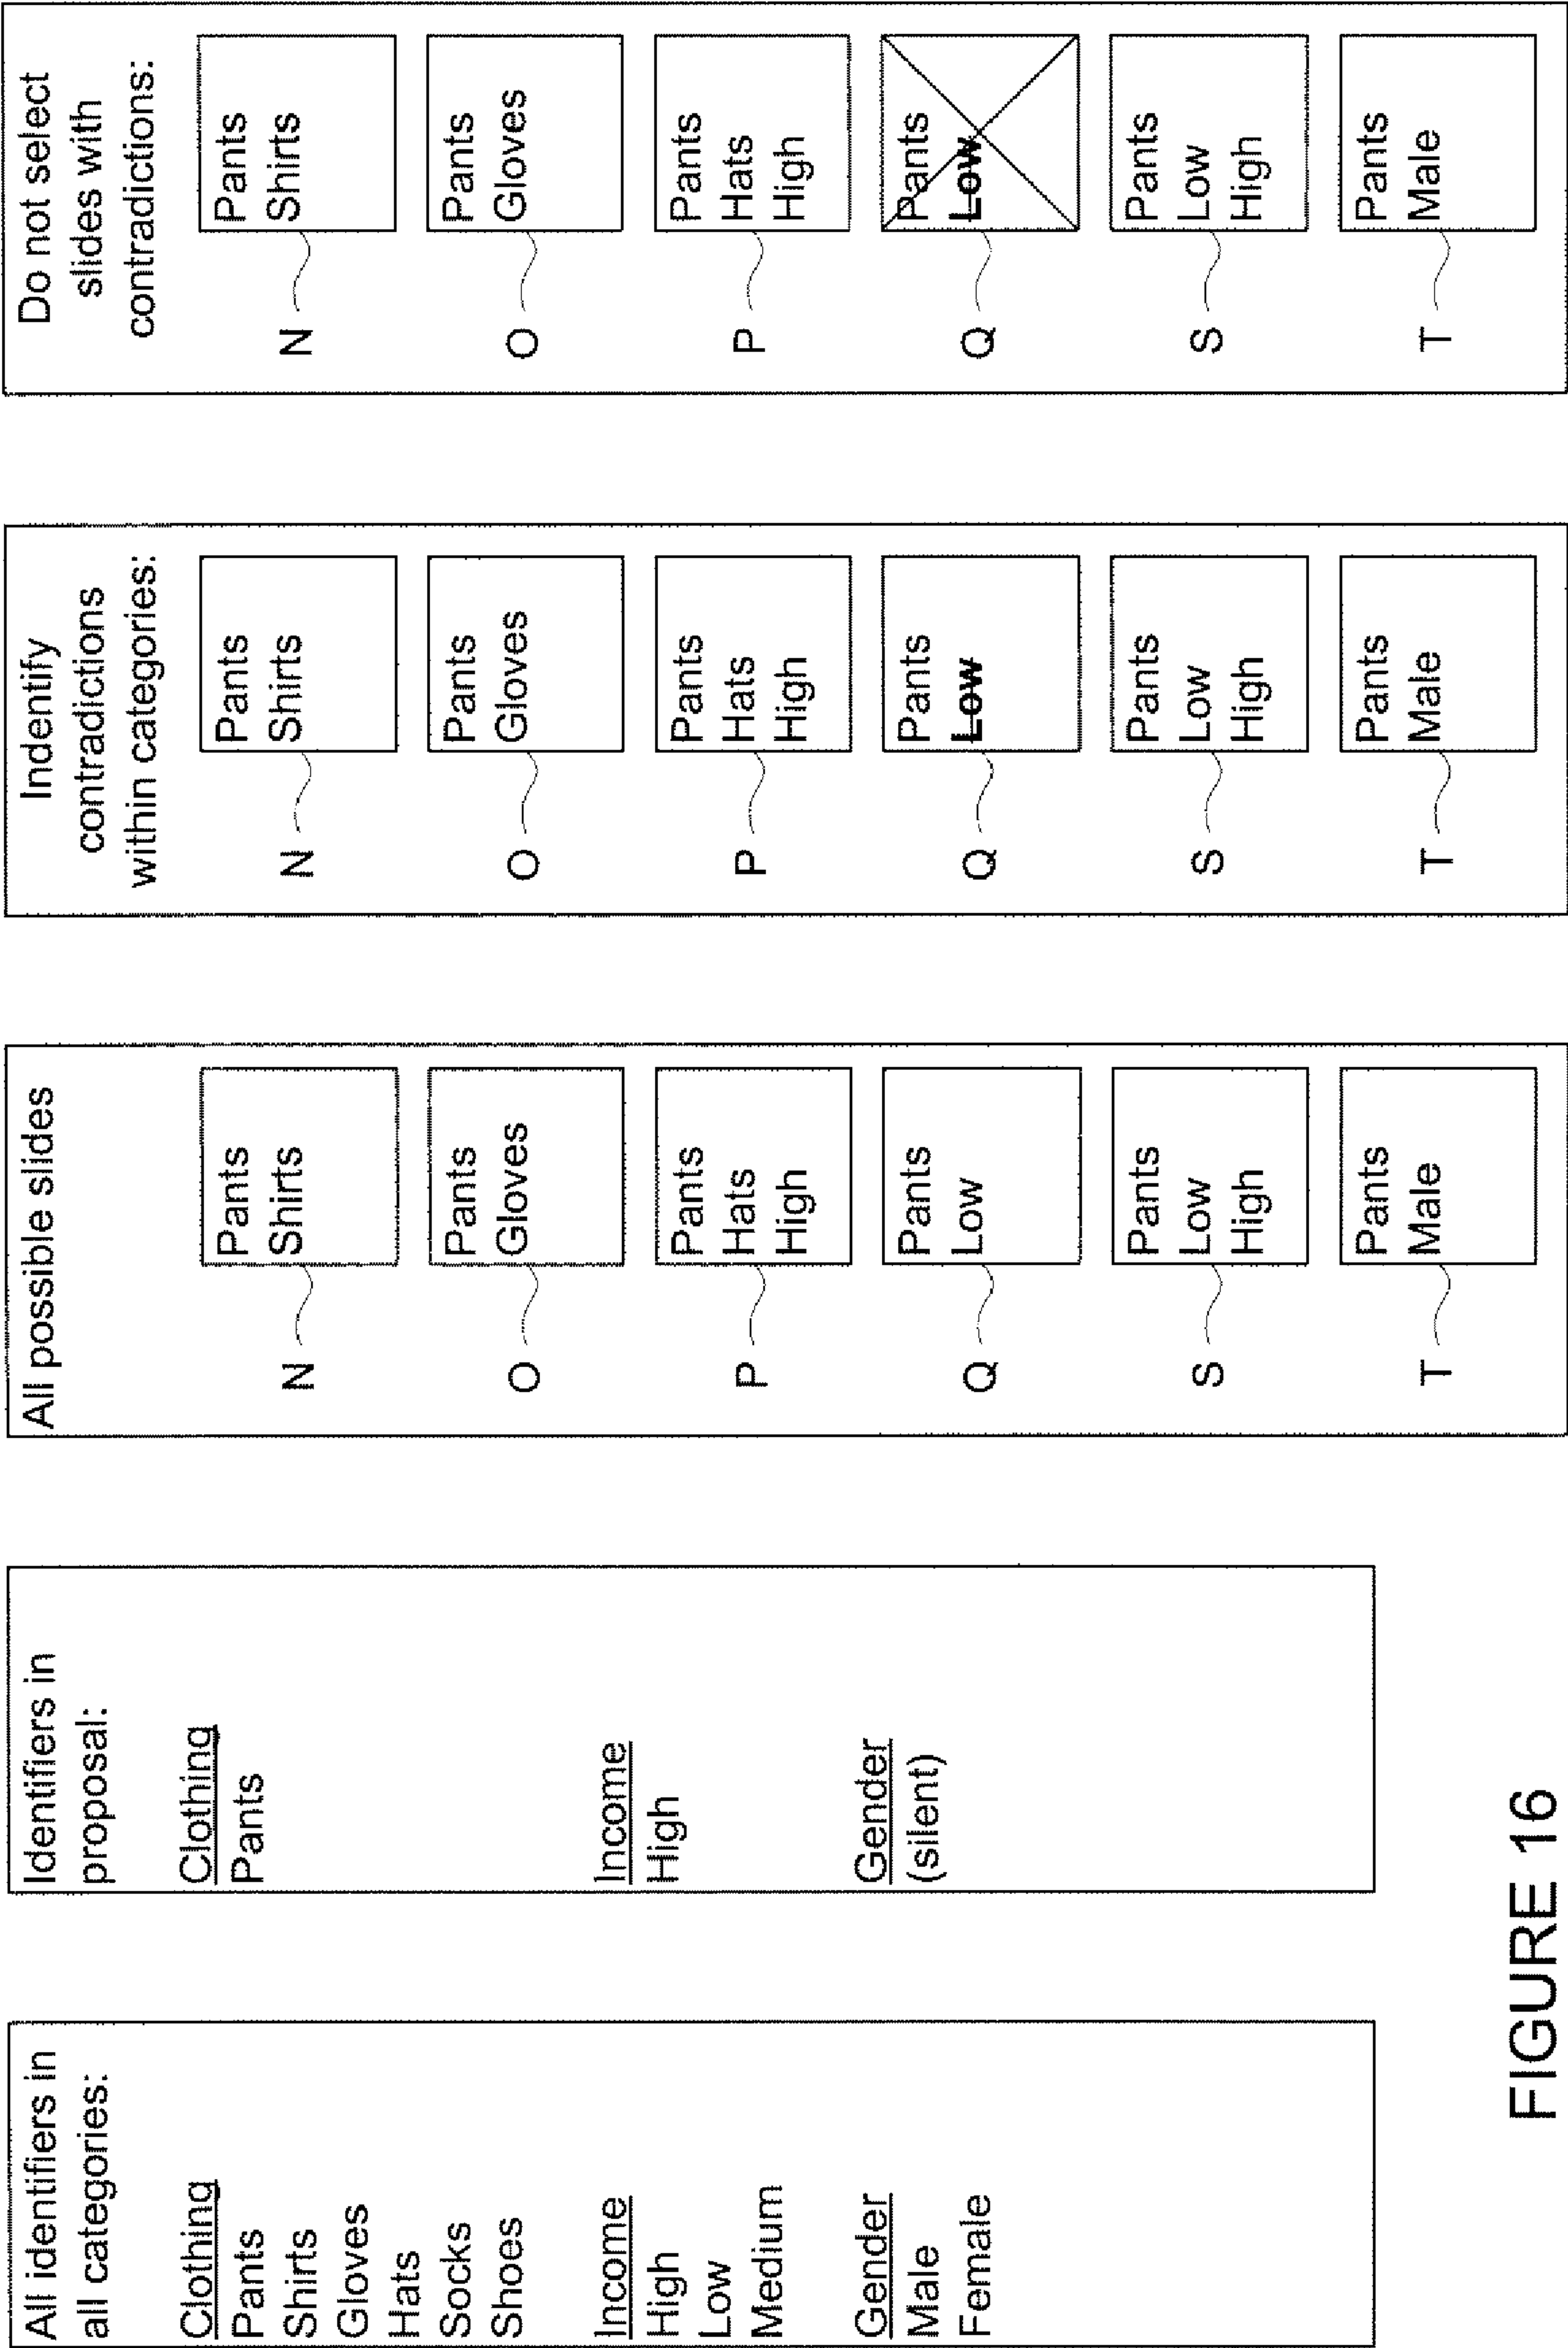 All identifiers in
all categories:
Clothing
Pants
Shirts
Gloves
Hats
Socks
Shoes
Income
High
Low
Medium
Gender
Male
Female
Identifiers in
proposal:
Clothing
Pants
Income
High
Gender
(silent)
All possible slides
N
Pants
Shirts
O
Pants
Gloves
P
Pants
Hats
High
Q
Pants
Low
S
Pants
Low
High
T
Pants
Male
Indentify
contradictions
within categories:
N
Pants
Shirts
O
Pants
Gloves
P
Pants
Hats
High
Q
Pants
Low
S
Pants
Low
High
T
Pants
Male
Do not select
slides with
contradictions:
N
Pants
Shirts
O
Pants
Gloves
P
Pants
Hats
High
Q
Pants
Low
S
Pants
Low
High
T
Pants
Male
FIGURE 16